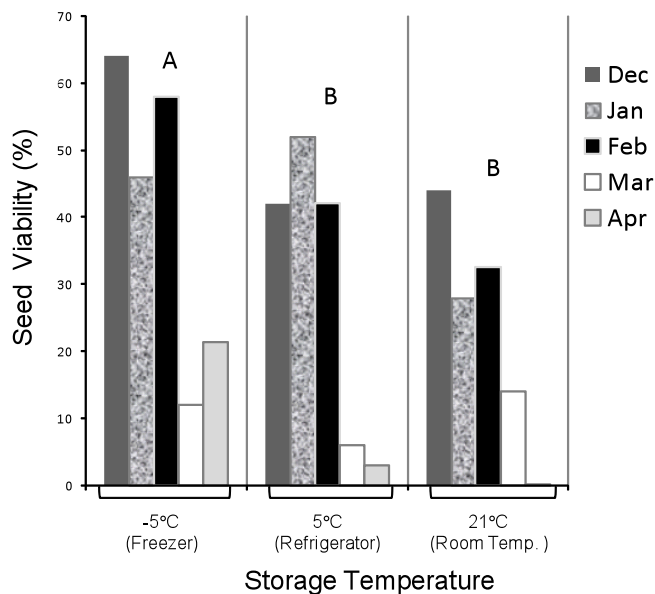 70
60
50
40
30
20
10
0
Seed Viability (%)
A
B
B
Dec
Jan
Feb
Mar
Apr
-5°C
(Freezer)
5°C
(Refrigerator)
21°C
(Room Temp. )
Storage Temperature